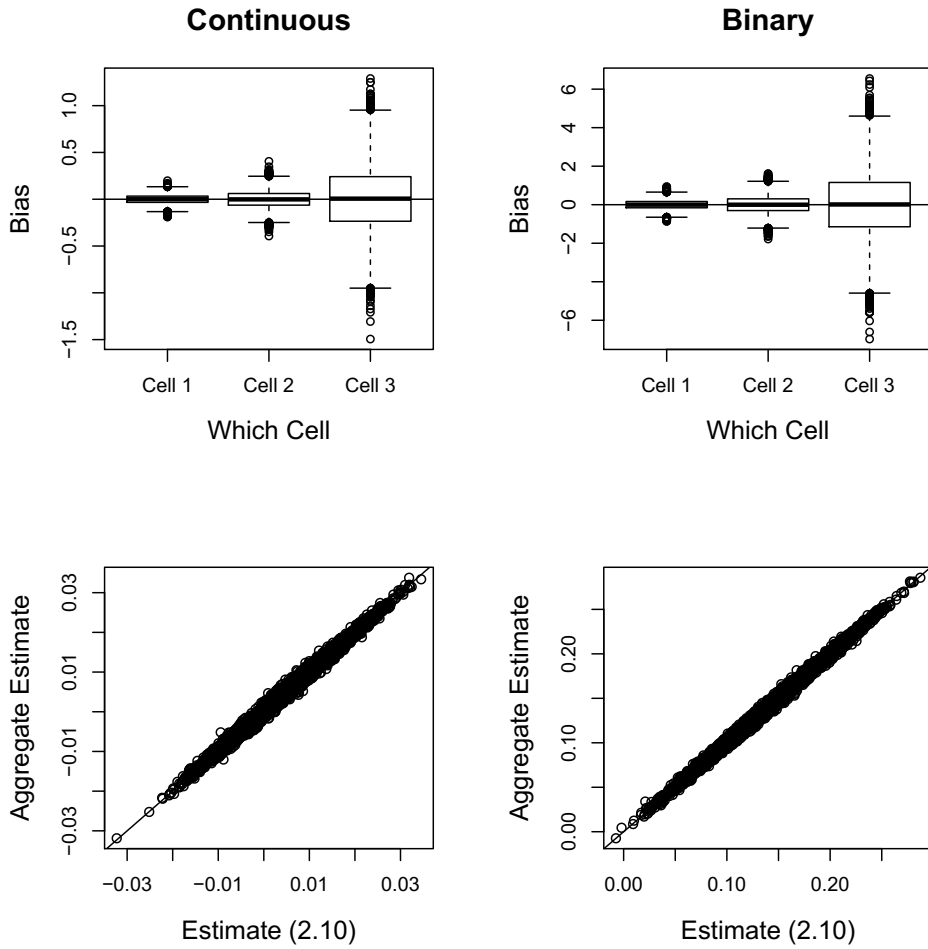 Continuous
Binary
Bias
1.0
0.5
−0.5
−1.5
Cell 1
Cell 2
Cell 3
Which Cell
Bias
6
4
2
0
−2
−6
Cell 1
Cell 2
Cell 3
Which Cell
Aggregate Estimate
0.03
0.01
−0.01
−0.03
−0.03
−0.01
0.01
0.03
Estimate (2.10)
Aggregate Estimate
0.20
0.10
0.00
0.00
0.10
0.20
Estimate (2.10)